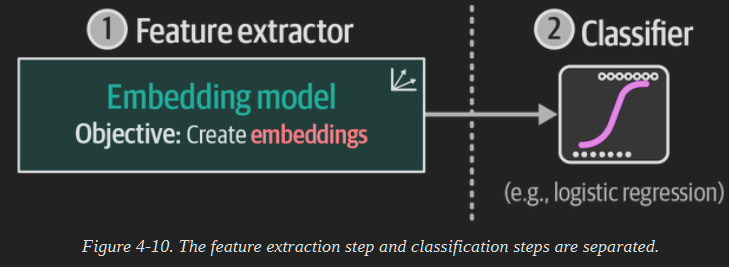 1 Feature extractor
2 Classifier
Embedding model
Objective: Create embeddings
(e.g., logistic regression)
Figure 4-10. The feature extraction step and classification steps are separated.